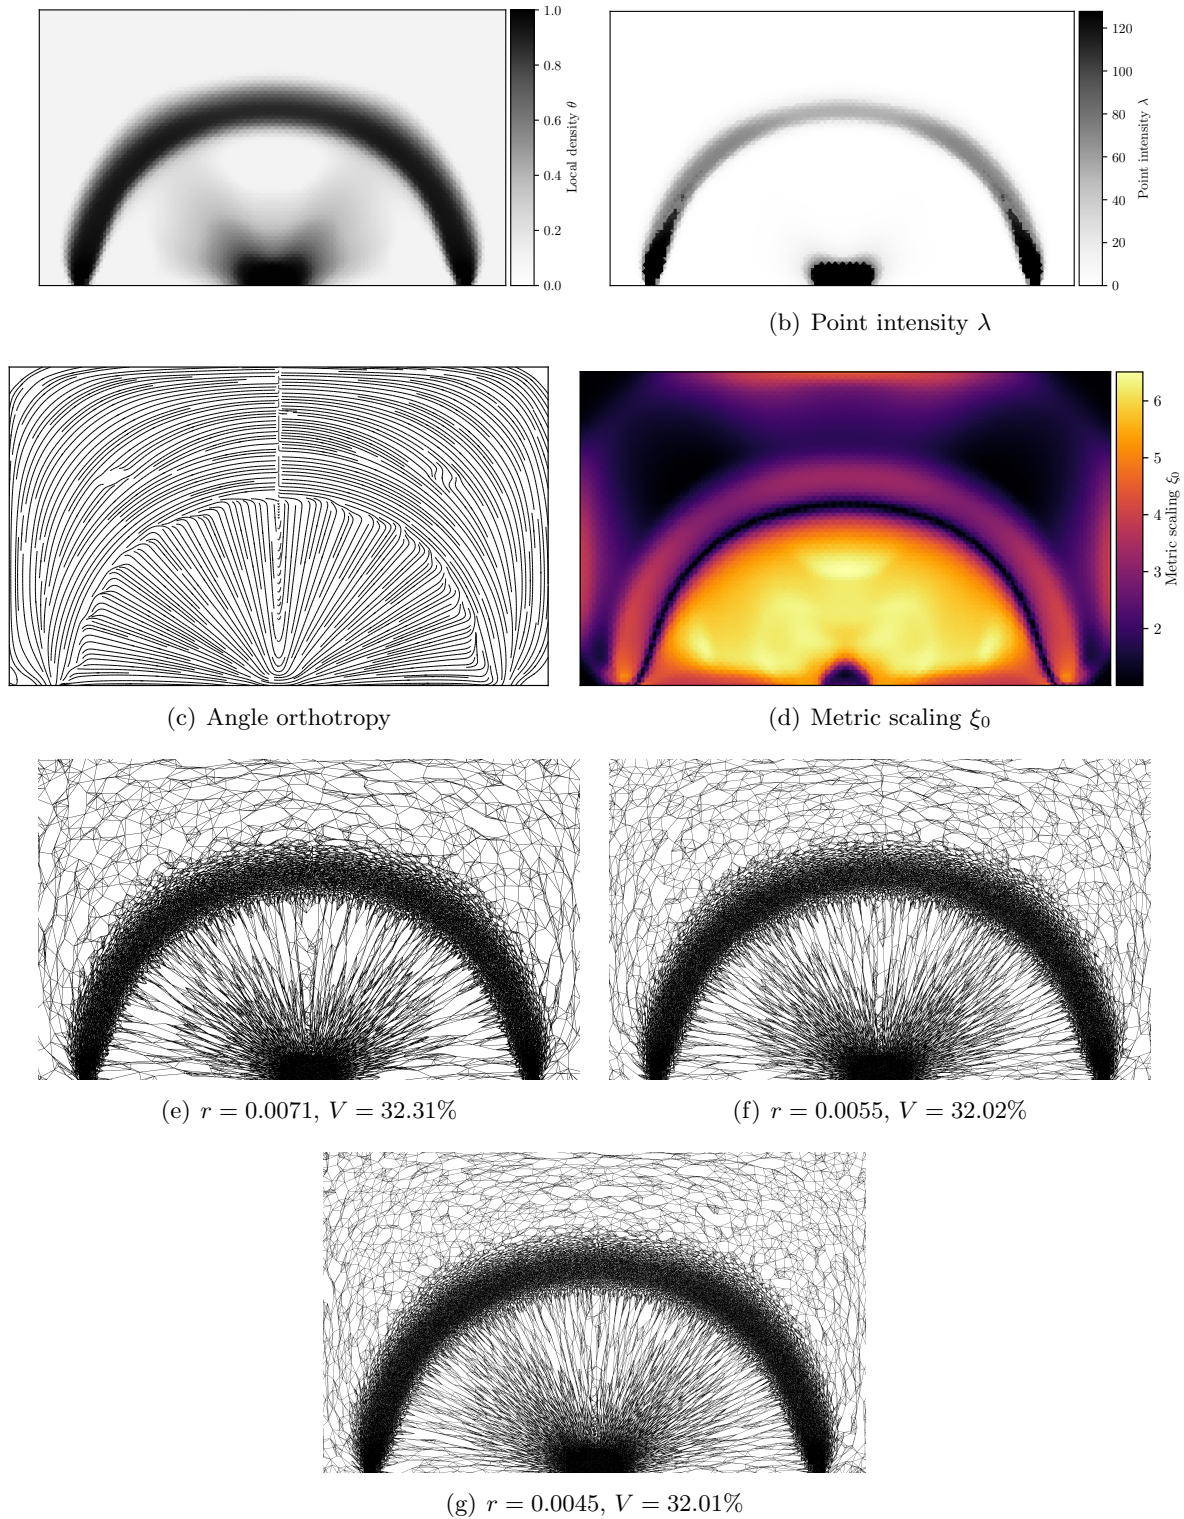 1.0
0.8
0.6
0.4
0.2
0.0
Local density θ
120
100
80
60
40
20
0
Point intensity λ
(b) Point intensity λ
6
5
4
3
2
Metric scaling ξ₀
(c) Angle orthotropy
(d) Metric scaling ξ₀
(e) r = 0.0071, V = 32.31%
(f) r = 0.0055, V = 32.02%
(g) r = 0.0045, V = 32.01%